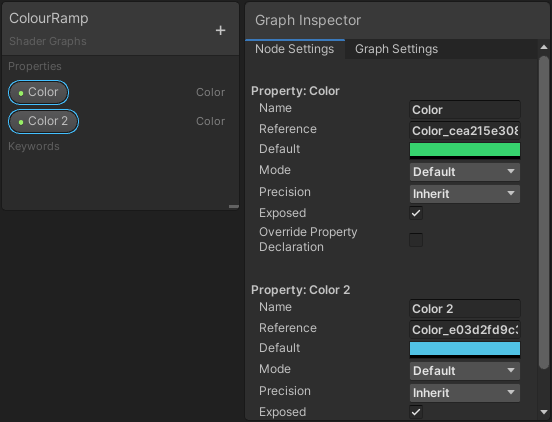 ColourRamp
Shader Graphs
+
Properties
Color Color
Color 2 Color
Keywords
Graph Inspector
Node Settings Graph Settings
Property: Color
Name Color
Reference Color_cea215e308
Default
Mode Default
Precision Inherit
Exposed
Override Property
Declaration
Property: Color 2
Name Color 2
Reference Color_e03d2fd9c3
Default
Mode Default
Precision Inherit
Exposed